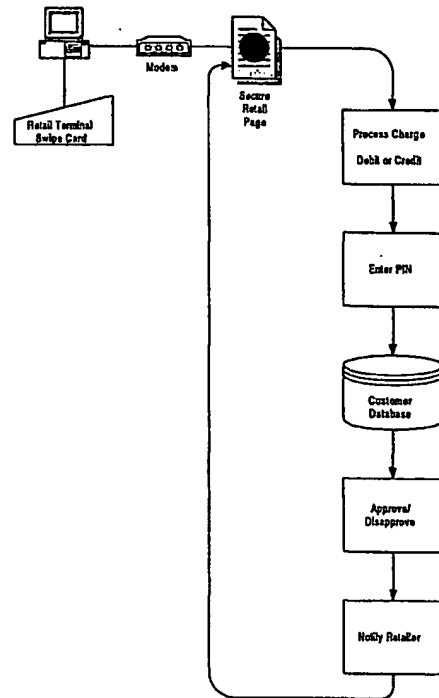 Modem
Secure
Retail
Page
Retail Terminal
Swipe Card
Process Charge
Debit or Credit
Enter PIN
Customer
Database
Approve/
Disapprove
Notify Retailer